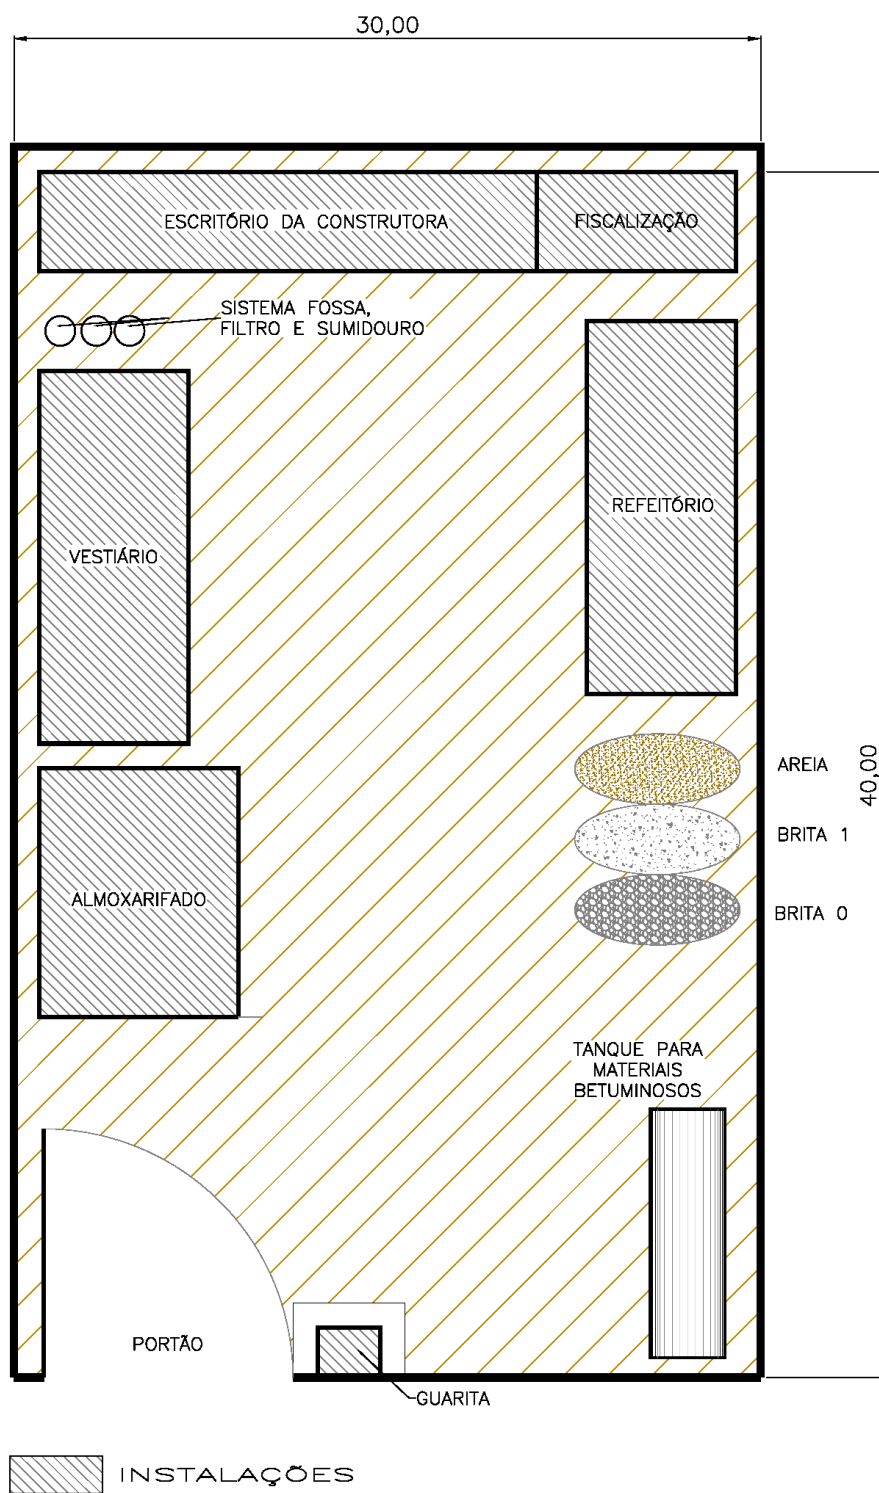 30,00
ESCRITÓRIO DA CONSTRUTORA
FISCALIZAÇÃO
SISTEMA FOSSA,
FILTRO E SUMIDOURO
REFEITÓRIO
VESTIÁRIO
AREIA
40,00
BRITA 1
ALMOXARIFADO
BRITA 0
TANQUE PARA
MATERIAIS
BETUMINOSOS
PORTÃO
GUARITA
INSTALAÇÕES